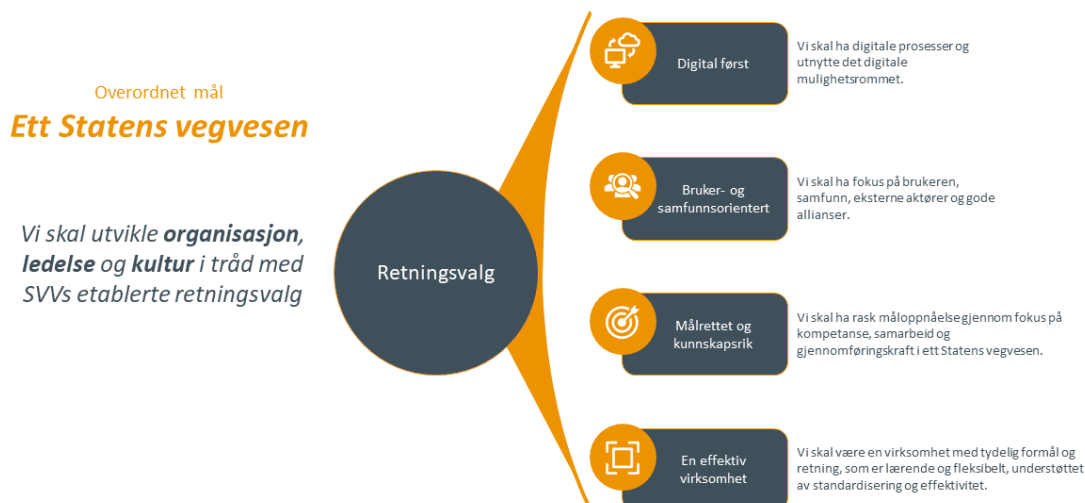 Overordnet mål
Ett Statens vegvesen
Vi skal utvikle organisasjon,
ledelse og kultur i tråd med
SVVs etablerte retningsvalg
Retningsvalg
Digital først
Vi skal ha digitale prosesser og
utnytte det digitale
mulighetsrommet.
Bruker- og
samfunnsorientert
Vi skal ha fokus på brukeren,
samfunn, eksterne aktører og gode
allianser.
Målrettet og
kunnskapsrik
Vi skal ha rask måloppnåelse gjennom fokus på
kompetanse, samarbeid og
gjennomføringskraft i ett Statens vegvesen.
En effektiv
virksomhet
Vi skal være en virksomhet med tydelig formål og
retning, som er lærende og fleksibelt, understøttet
av standardisering og effektivitet.